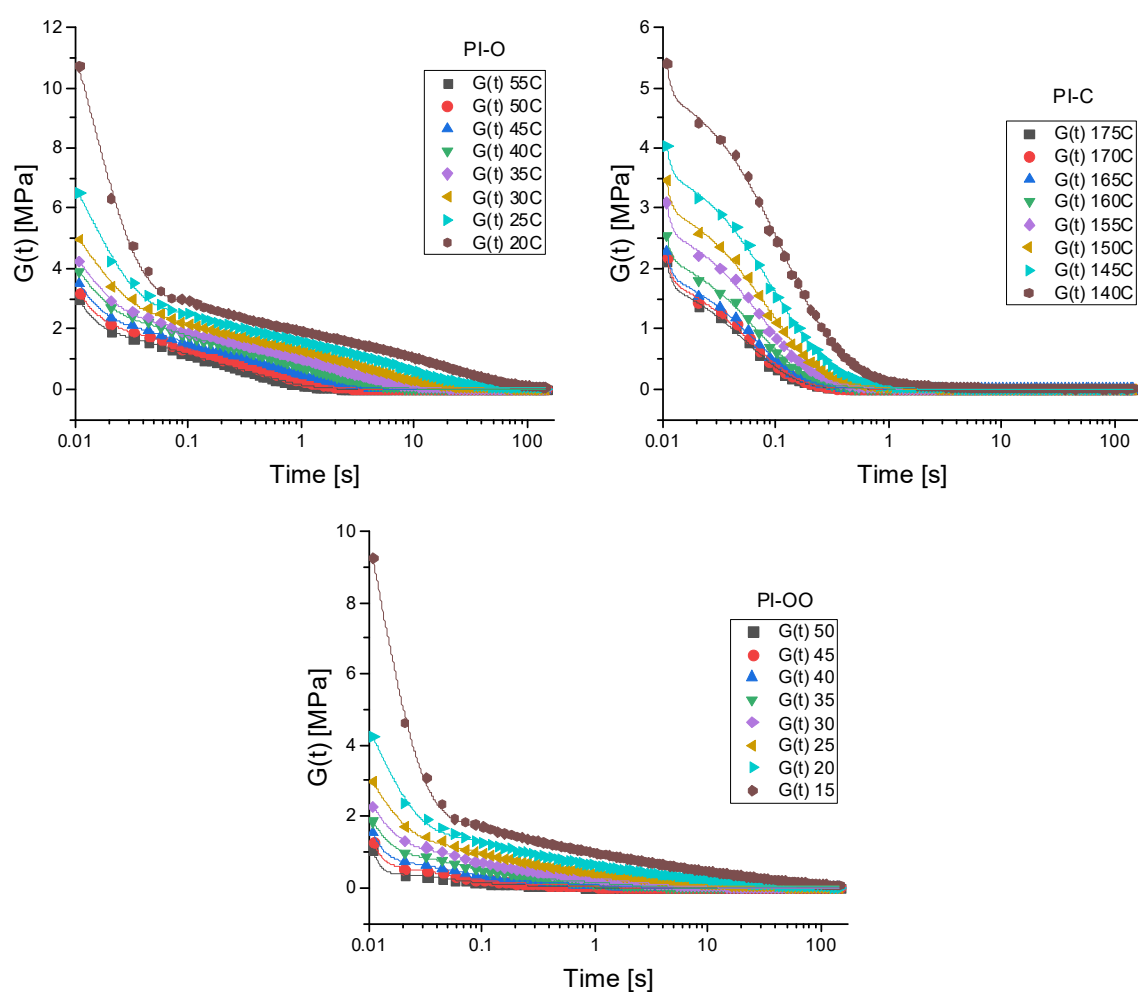 PI-O
G(t) 55C
G(t) 50C
G(t) 45C
G(t) 40C
G(t) 35C
G(t) 30C
G(t) 25C
G(t) 20C
12
10
8
6
4
2
0
G(t) [MPa]
0.01 0.1 1 10 100
Time [s]
PI-C
G(t) 175C
G(t) 170C
G(t) 165C
G(t) 160C
G(t) 155C
G(t) 150C
G(t) 145C
G(t) 140C
6
5
4
3
2
1
0
G(t) [MPa]
0.01 0.1 1 10 100
Time [s]
PI-OO
G(t) 50
G(t) 45
G(t) 40
G(t) 35
G(t) 30
G(t) 25
G(t) 20
G(t) 15
10
8
6
4
2
0
G(t) [MPa]
0.01 0.1 1 10 100
Time [s]